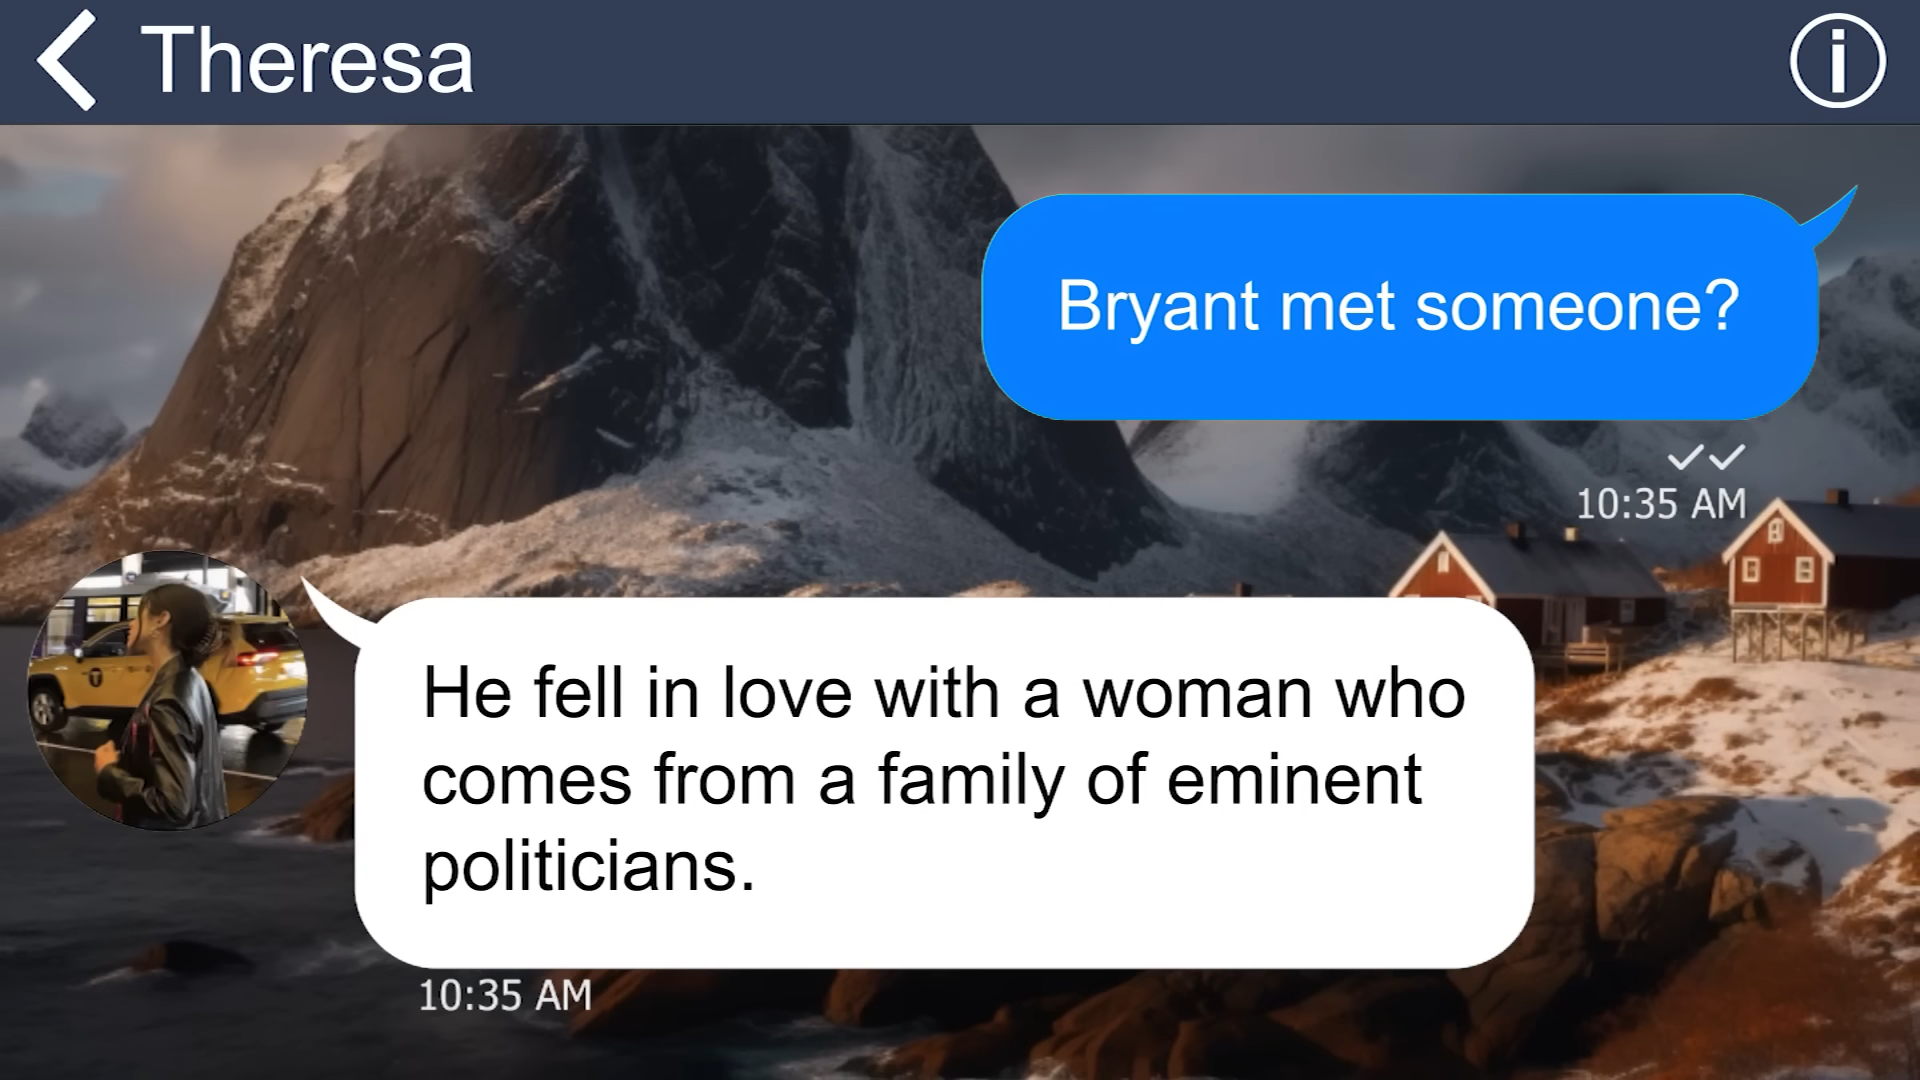 Theresa
Bryant met someone?
10:35 AM
He fell in love with a woman who
comes from a family of eminent
politicians.
10:35 AM